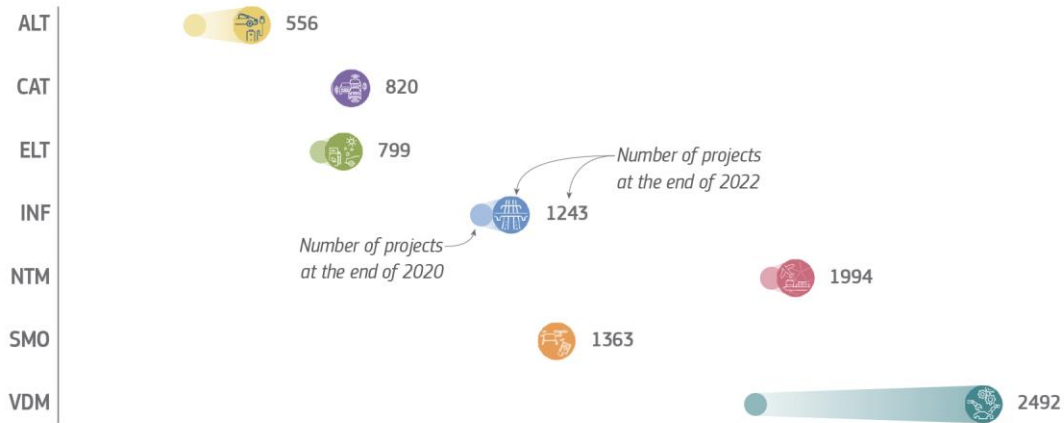 ALT
556
CAT
820
ELT
799
Number of projects
at the end of 2022
INF
1243
Number of projects
at the end of 2020
NTM
1994
SMO
1363
VDM
2492